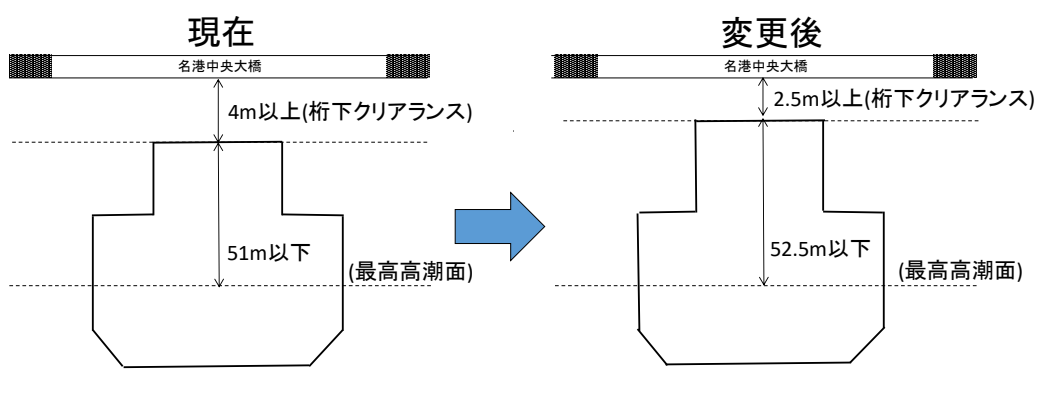 現在
名港中央大橋
4m以上(桁下クリアランス)
51m以下
(最高高潮面)
変更後
名港中央大橋
2.5m以上(桁下クリアランス)
52.5m以下
(最高高潮面)